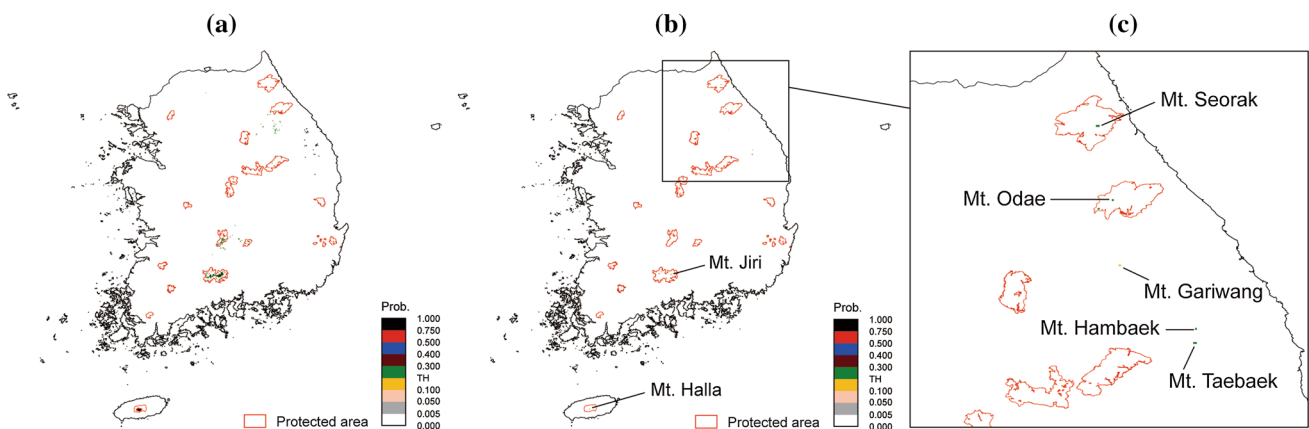 (a)
(b)
(c)
Prob.
1.000
0.750
0.500
0.400
0.300
TH
0.100
0.050
0.005
0.000
Protected area
Mt. Jiri
Mt. Halla
Prob.
1.000
0.750
0.500
0.400
0.300
TH
0.100
0.050
0.005
0.000
Protected area
Mt. Seorak
Mt. Odae
Mt. Gariwang
Mt. Hambaek
Mt. Taebaek